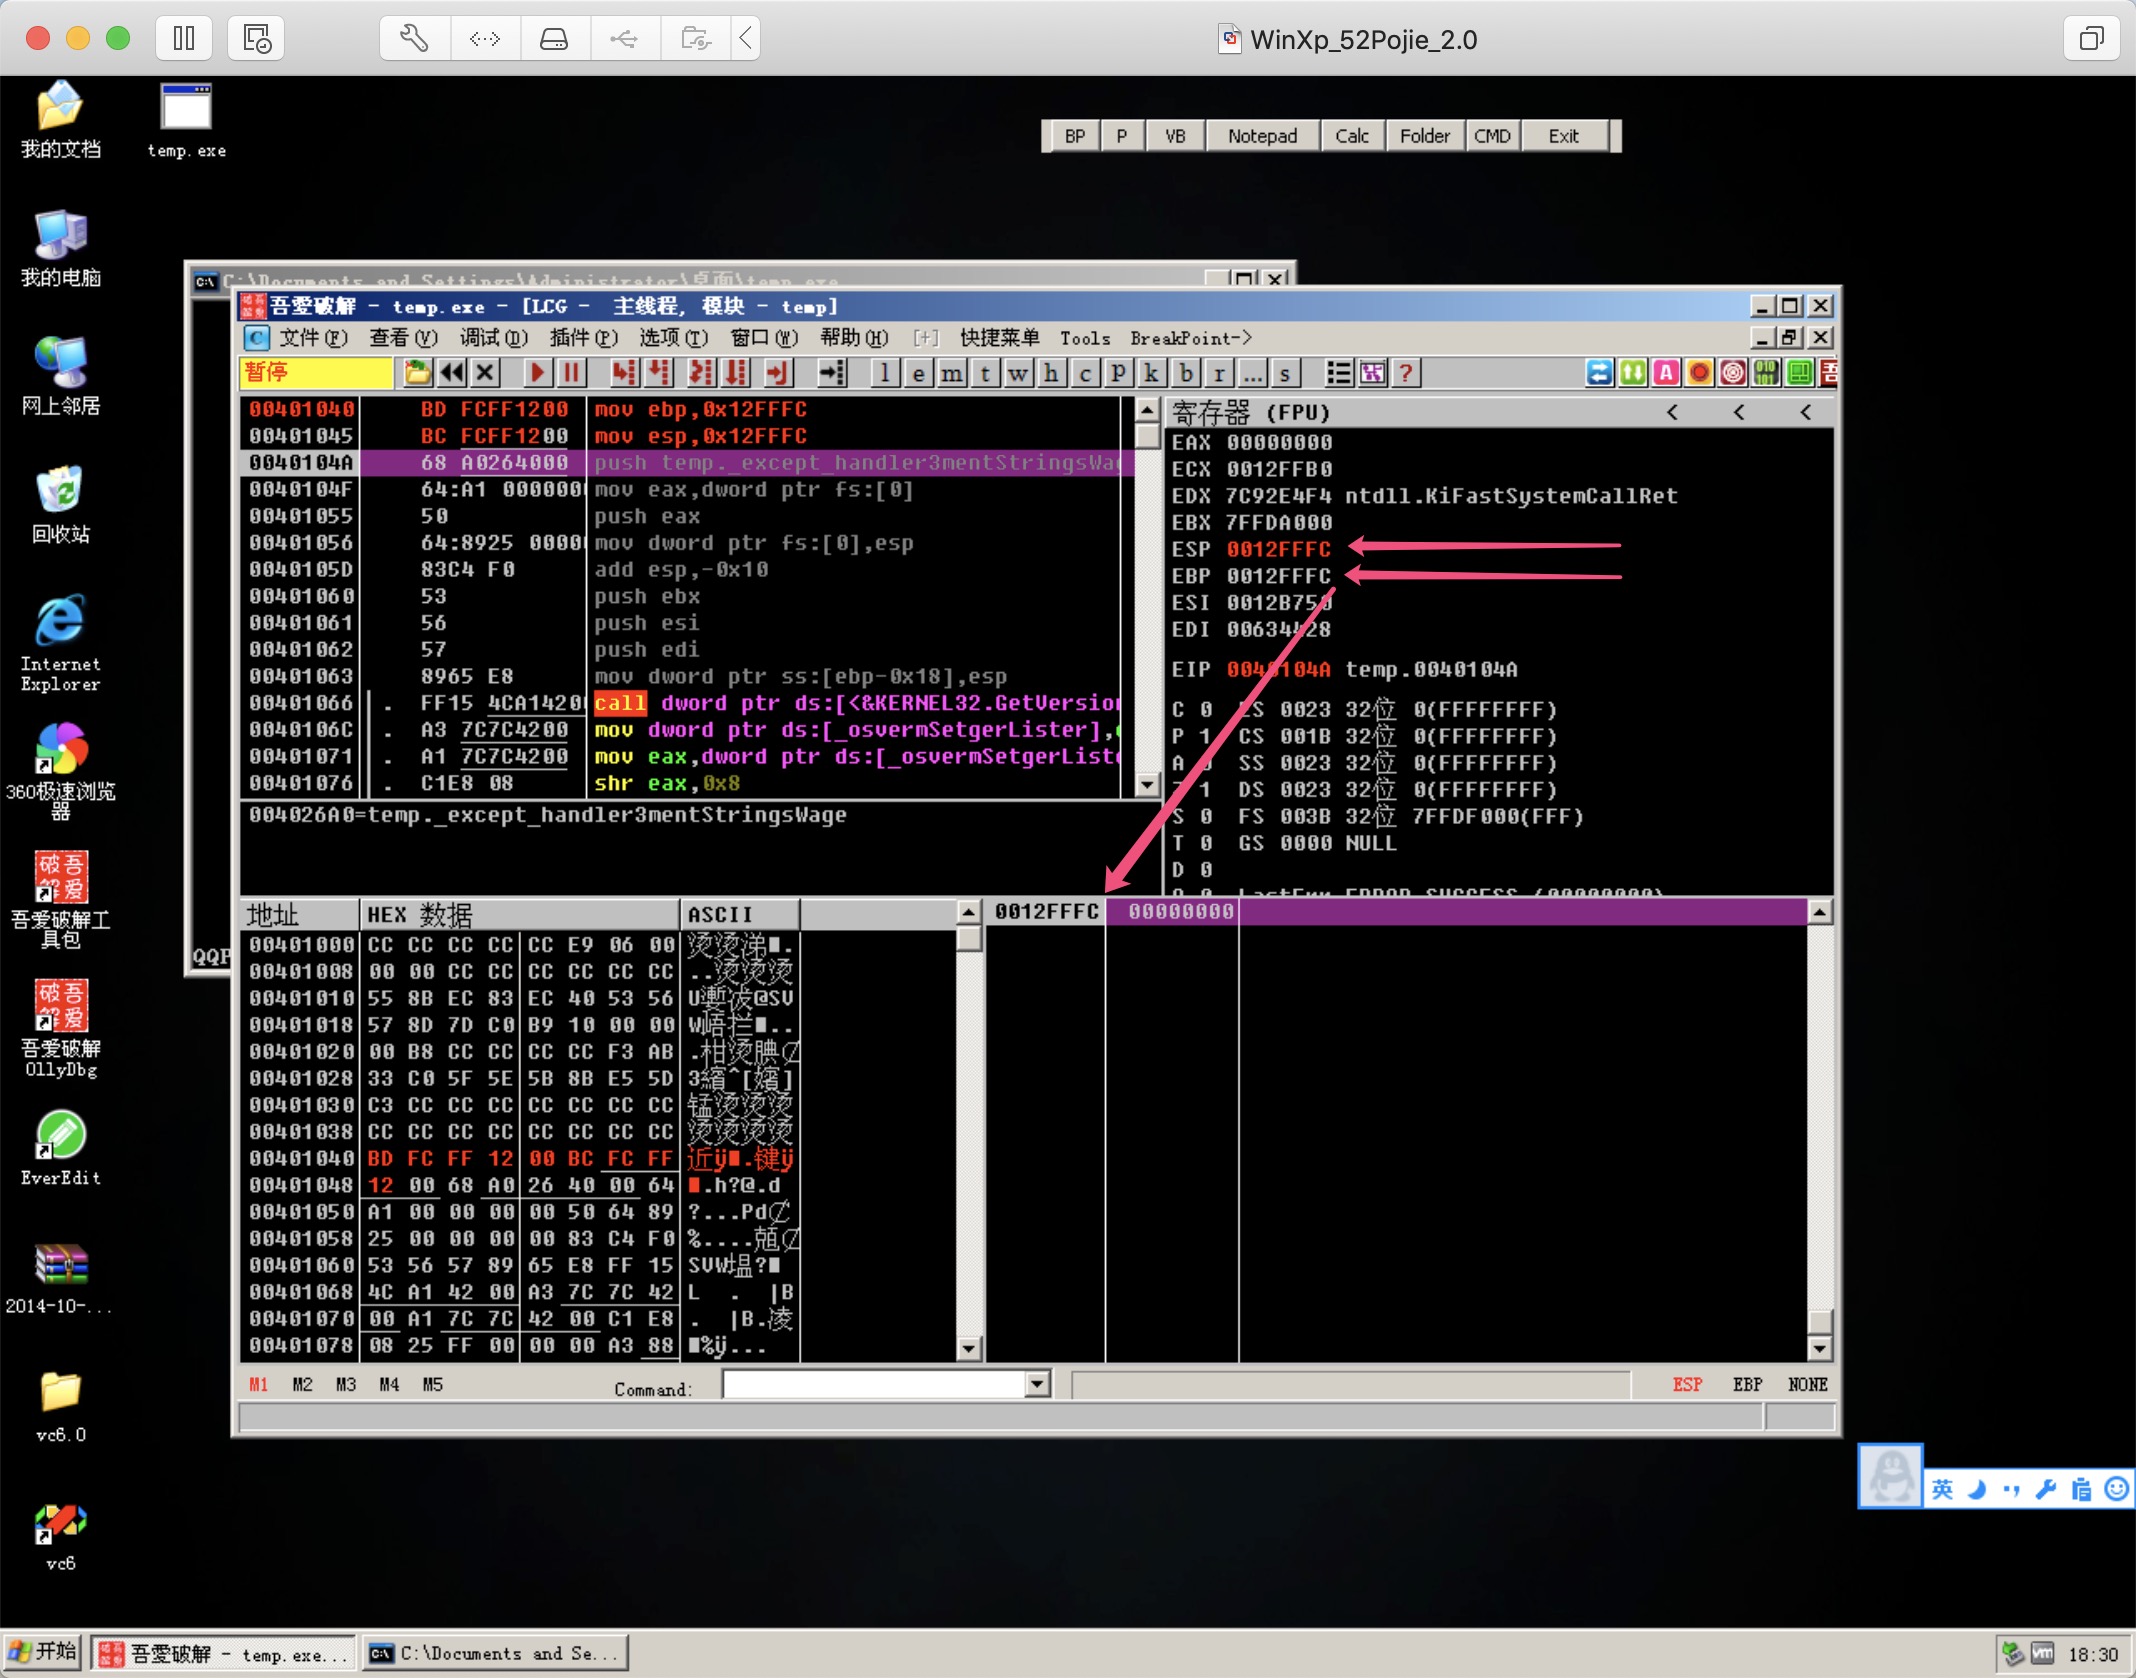 WinXp_52Pojie_2.0
我的文档
temp.exe
BP P VB Notepad Calc Folder CMD Exit
我的电脑
网上邻居
回收站
Internet
Explorer
360极速浏览
器
吾爱破解工
具包
吾爱破解
OllyDbg
EverEdit
2014-10-...
vc6.0
vc6
C:\Documents and Settings\Administrator\桌面\temp.exe
吾愛破解 - temp.exe - [LCG - 主线程, 模块 - temp]
文件(F) 查看(V) 调试(D) 插件(P) 选项(T) 窗口(W) 帮助(H) [+] 快捷菜单 Tools BreakPoint->
暂停 l e m t w h c P k b r ... s ?
00401040 BD FCFF1200 mov ebp,0x12FFFC
00401045 BC FCFF1200 mov esp,0x12FFFC
0040104A 68 A0264000 push temp._except_handler3mentStringsWa
0040104F 64:A1 000000 mov eax,dword ptr fs:[0]
00401055 50 push eax
00401056 64:8925 0000 mov dword ptr fs:[0],esp
0040105D 83C4 F0 add esp,-0x10
00401060 53 push ebx
00401061 56 push esi
00401062 57 push edi
00401063 8965 E8 mov dword ptr ss:[ebp-0x18],esp
00401066 . FF15 4CA14200 call dword ptr ds:[<&KERNEL32.GetVersion
0040106C . A3 7C7C4200 mov dword ptr ds:[_osvermSetgerLister],
00401071 . A1 7C7C4200 mov eax,dword ptr ds:[_osvermSetgerListe
00401076 . C1E8 08 shr eax,0x8
004026A0=temp._except_handler3mentStringsWage
寄存器 (FPU) < < <
EAX 00000000
ECX 0012FFB0
EDX 7C92E4F4 ntdll.KiFastSystemCallRet
EBX 7FFDA000
ESP 0012FFFC
EBP 0012FFFC
ESI 0012B750
EDI 00634428
EIP 0040104A temp.0040104A
C 0 ES 0023 32位 0(FFFFFFFF)
P 1 CS 001B 32位 0(FFFFFFFF)
A 0 SS 0023 32位 0(FFFFFFFF)
1 DS 0023 32位 0(FFFFFFFF)
S 0 FS 003B 32位 7FFDF000(FFF)
T 0 GS 0000 NULL
D 0
O 0 LastErr ERROR_SUCCESS (00000000)
地址 HEX 数据 ASCII
00401000 CC CC CC CC CC E9 06 00 烫烫涕■.
00401008 00 00 CC CC CC CC CC CC ..烫烫烫
00401010 55 8B EC 83 EC 40 53 56 @SV
00401018 57 8D 7D C0 B9 10 00 00 W峿拦■..
00401020 00 B8 CC CC CC CC F3 AB .柑烫
00401028 33 C0 5F 5E 5B 8B E5 5D 3繽^[嬪]
00401030 C3 CC CC CC CC CC CC CC 锰烫烫烫
00401038 CC CC CC CC CC CC CC CC 烫烫烫烫
00401040 BD FC FF 12 00 BC FC FF 近ÿ■.键ÿ
00401048 12 00 68 A0 26 40 00 64 ■.h?@.d
00401050 A1 00 00 00 00 50 64 89 ?...Pd
00401058 25 00 00 00 00 83 C4 F0 %....
00401060 53 56 57 89 65 E8 FF 15 SVW塭?■
00401068 4C A1 42 00 A3 7C 7C 42 L . |B
00401070 00 A1 7C 7C 42 00 C1 E8 . |B.凌
00401078 08 25 FF 00 00 00 A3 88 ■%ÿ...
0012FFFC 00000000
QQP
M1 M2 M3 M4 M5 Command: ESP EBP NONE
英
开始 吾愛破解 - temp.exe... C:\Documents and Se... 18:30